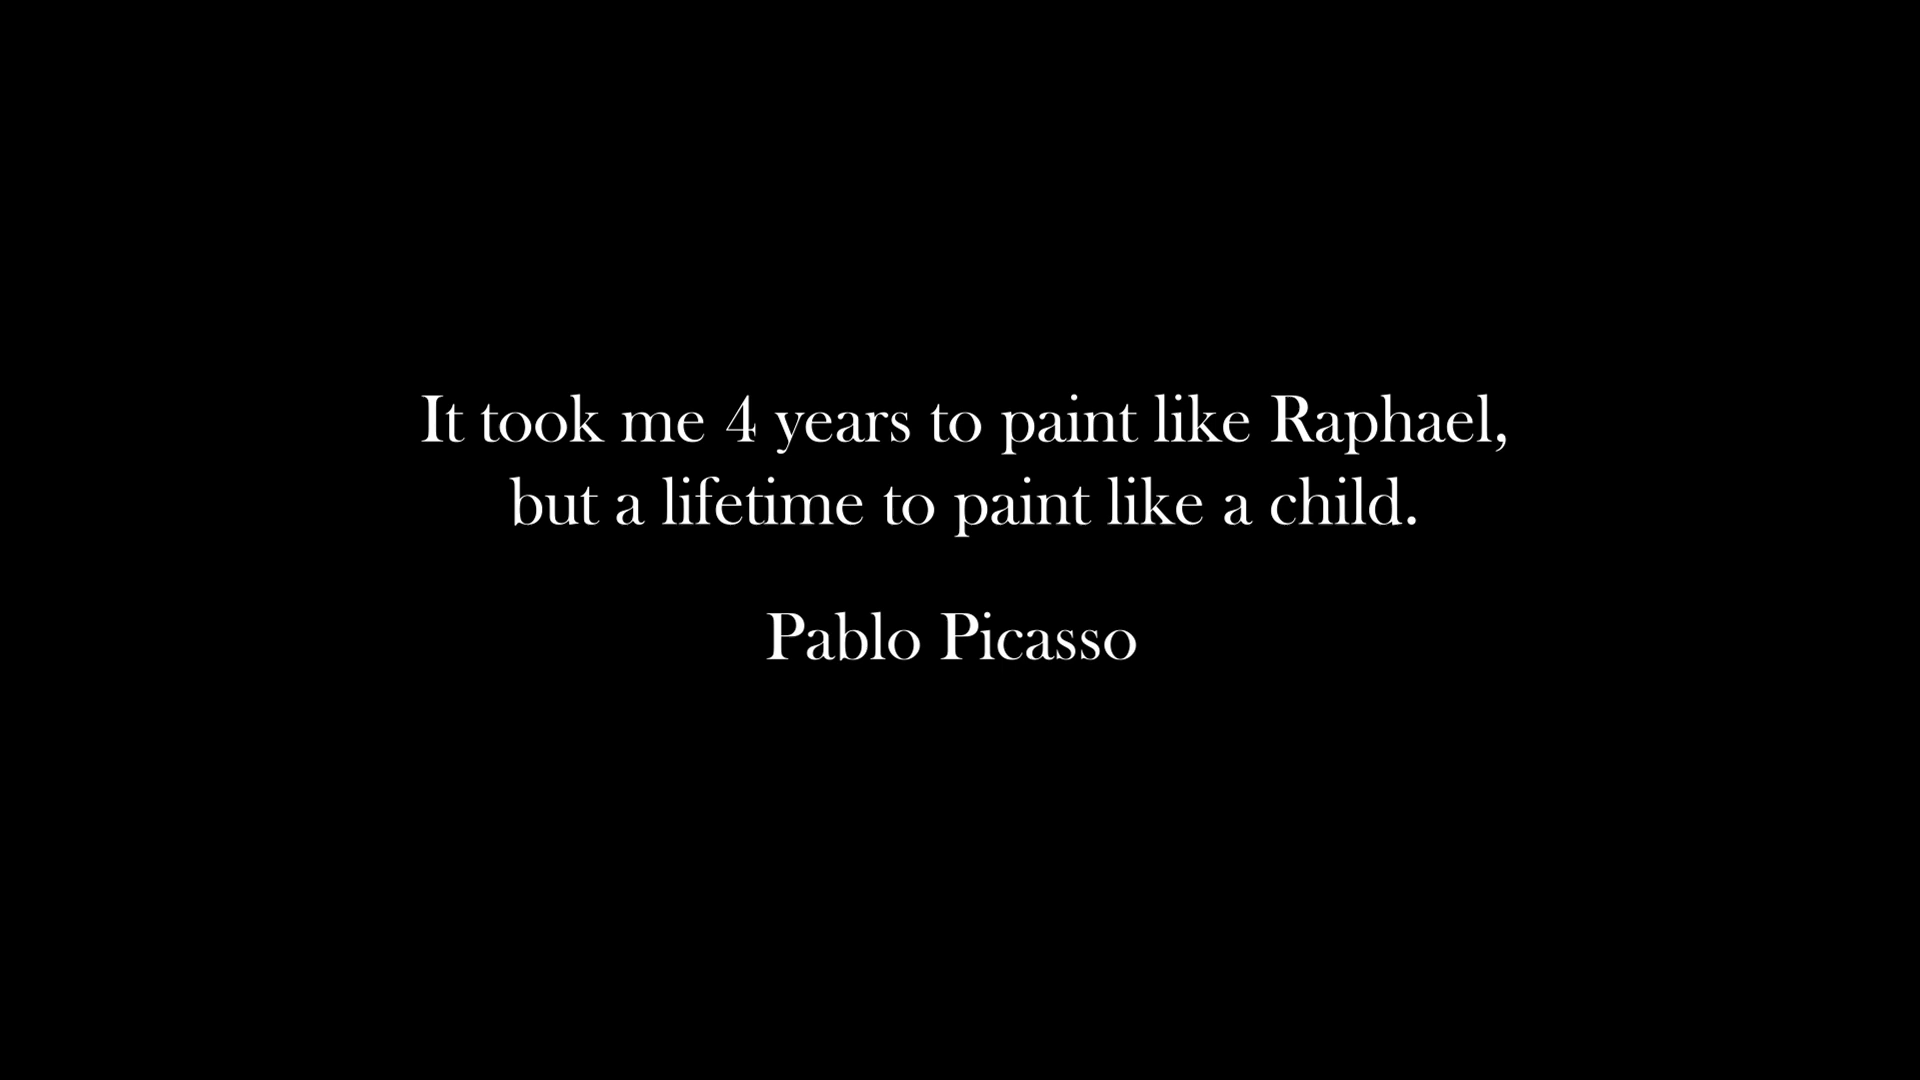 It took me 4 years to paint like Raphael,
but a lifetime to paint like a child.
Pablo Picasso